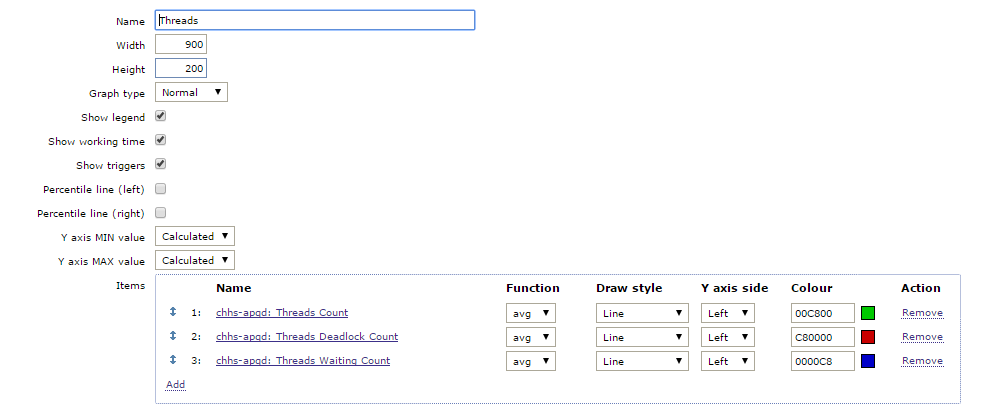 Name Threads
Width 900
Height 200
Graph type Normal
Show legend
Show working time
Show triggers
Percentile line (left)
Percentile line (right)
Y axis MIN value Calculated
Y axis MAX value Calculated
Items Name Function Draw style Y axis side Colour Action
1: chhs-apqd: Threads Count avg Line Left 00C800 Remove
2: chhs-apqd: Threads Deadlock Count avg Line Left C80000 Remove
3: chhs-apqd: Threads Waiting Count avg Line Left 0000C8 Remove
Add